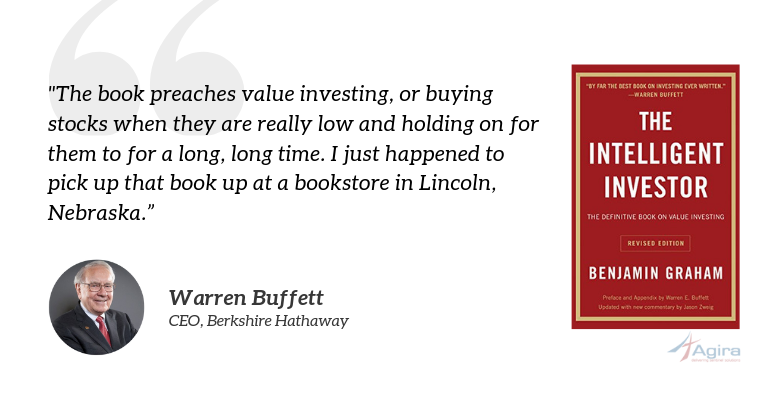 "The book preaches value investing, or buying
stocks when they are really low and holding on for
them to for a long, long time. I just happened to
pick up that book up at a bookstore in Lincoln,
Nebraska.”
Warren Buffett
CEO, Berkshire Hathaway
"BY FAR THE BEST BOOK ON INVESTING EVER WRITTEN."
—WARREN BUFFETT
THE
INTELLIGENT
INVESTOR
THE DEFINITIVE BOOK ON VALUE INVESTING
REVISED EDITION
BENJAMIN GRAHAM
Preface and Appendix by Warren E. Buffett
Updated with new commentary by Jason Zweig
Agira